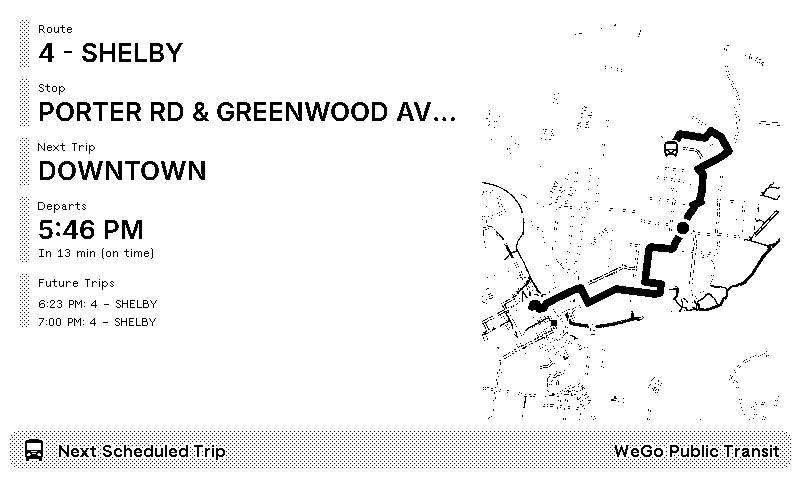 Route
4 - SHELBY
Stop
PORTER RD & GREENWOOD AV...
Next Trip
DOWNTOWN
Departs
5:46 PM
In 13 min (on time)
Future Trips
6:23 PM: 4 - SHELBY
7:00 PM: 4 - SHELBY
Next Scheduled Trip
WeGo Public Transit